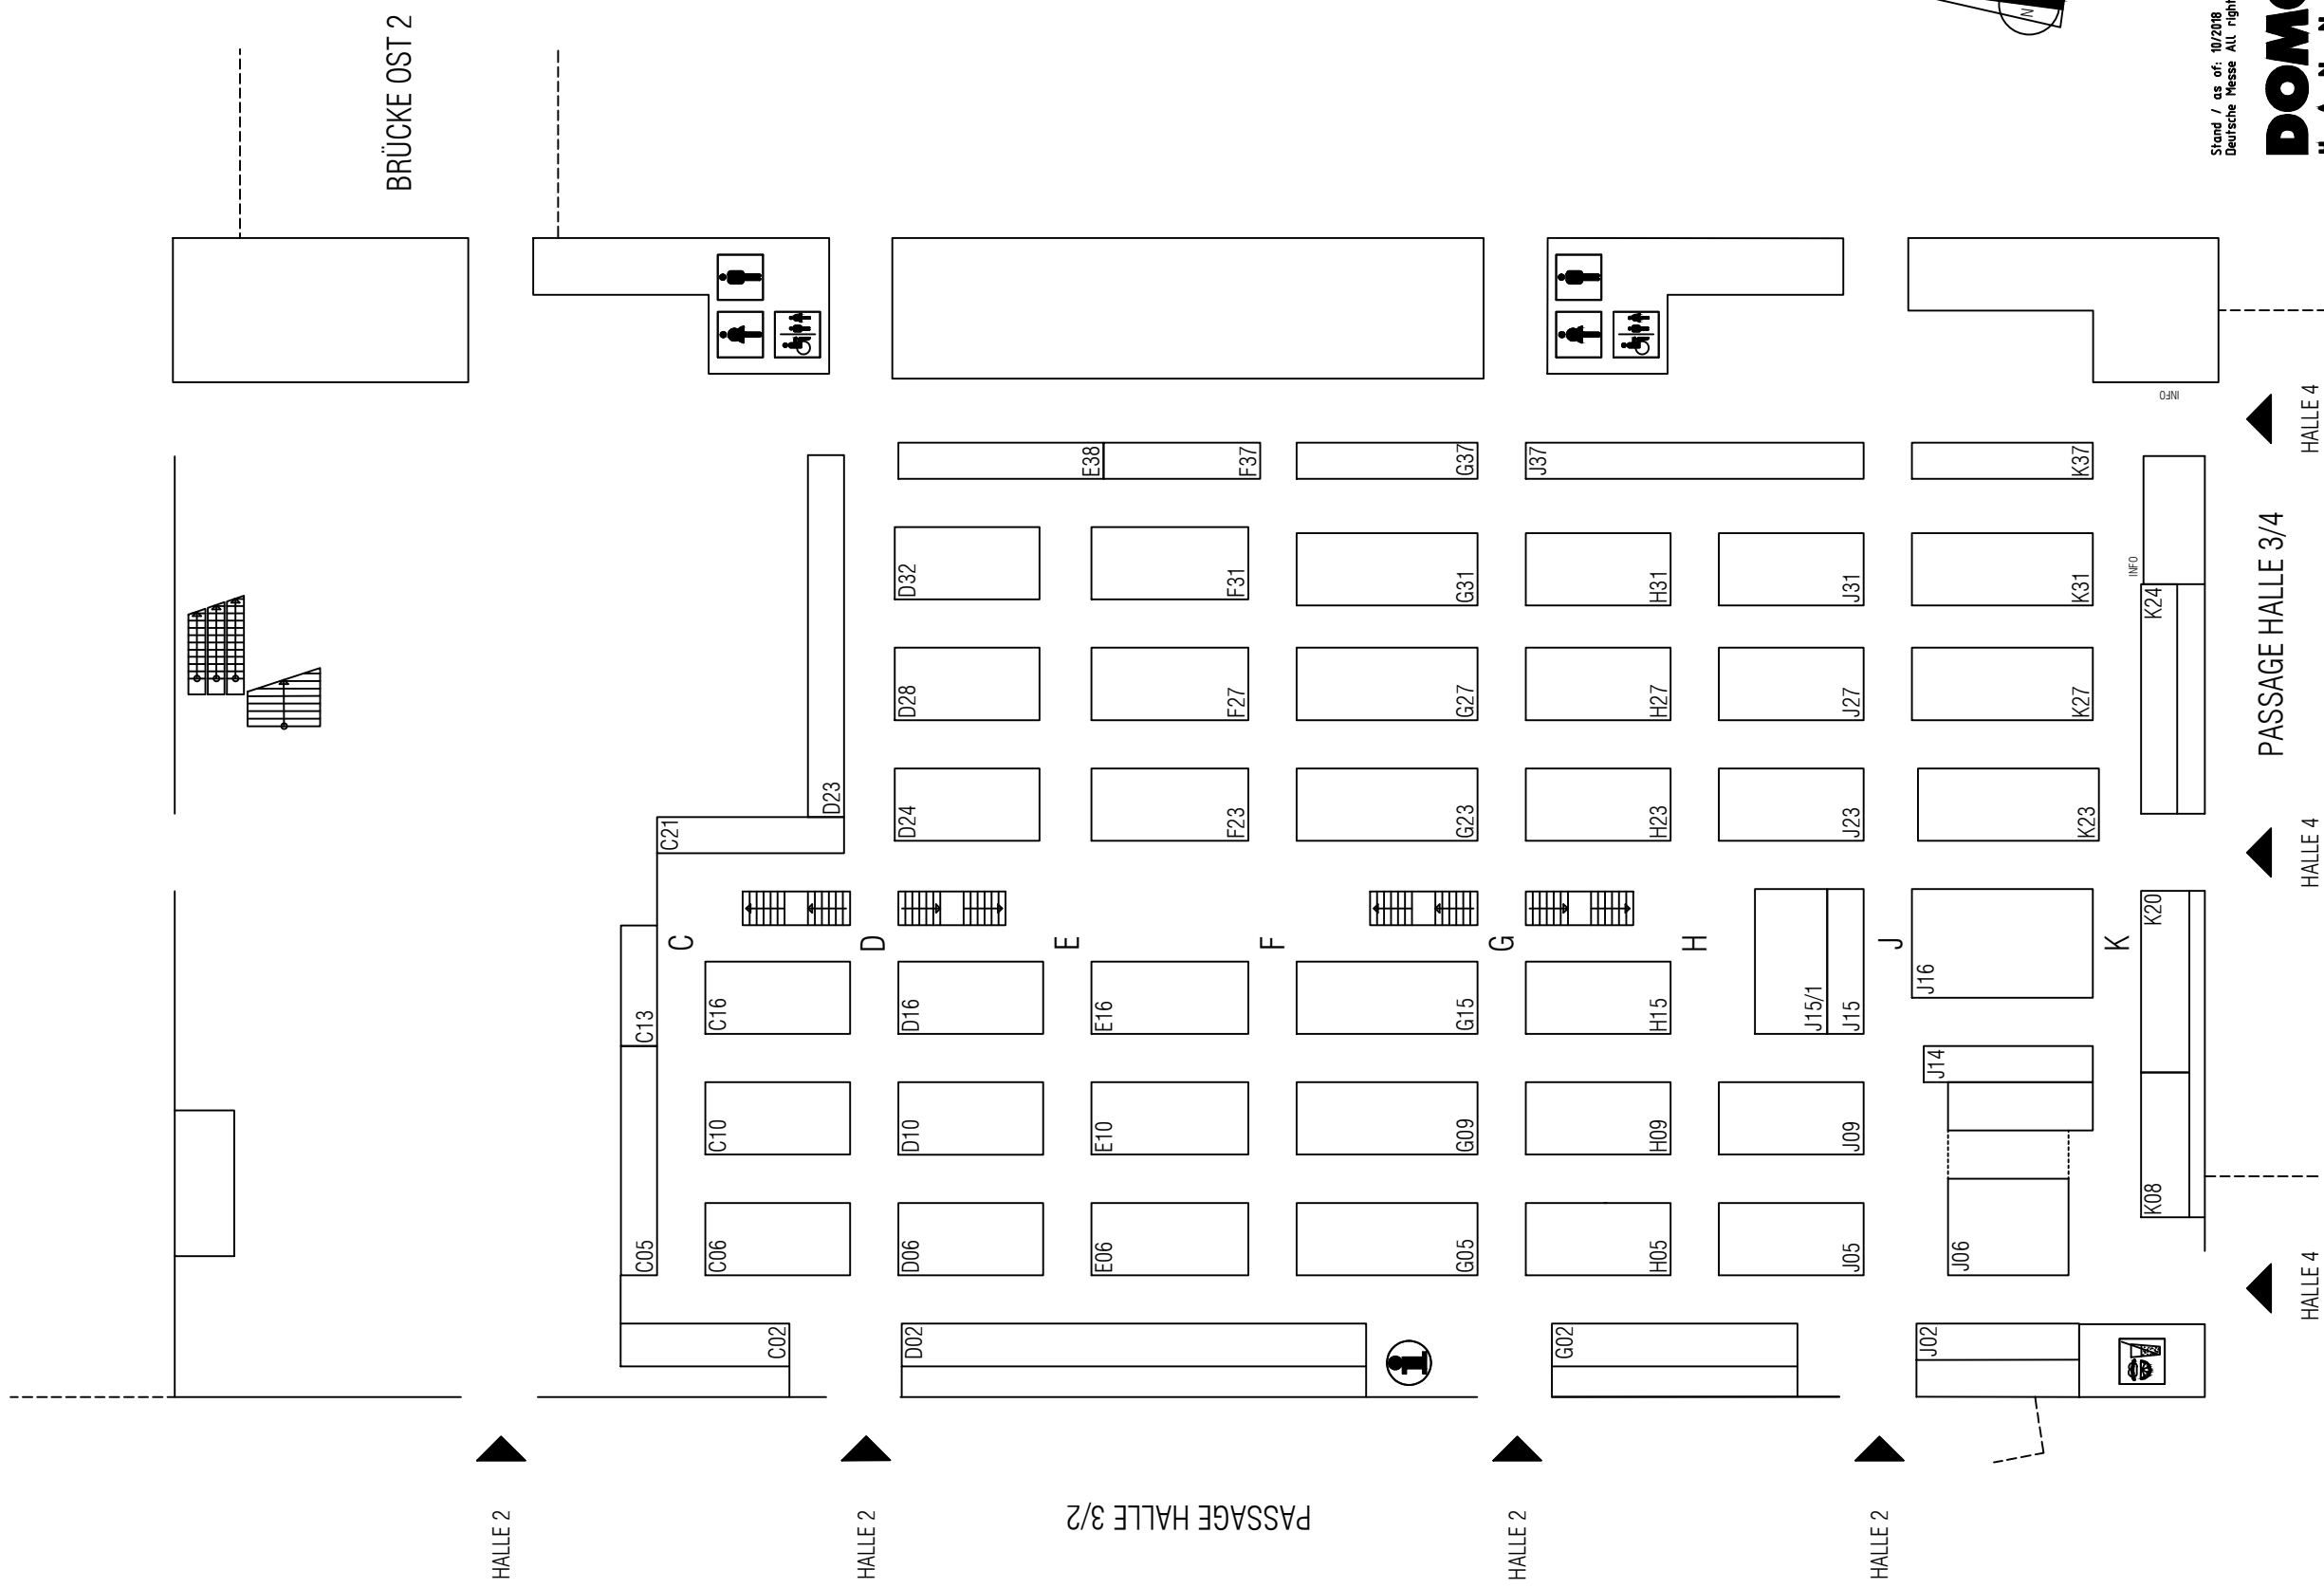 BRÜCKE OST 2
N
Stand / as of: 10/2018
Deutsche Messe All
INFO
HALLE 4
E38
F37
G37
J37
K37
D32
F31
G31
H31
J31
K31
INFO
K24
PASSAGE HALLE 3/4
D28
F27
G27
H27
J27
K27
D23
C21
D24
F23
G23
H23
J23
K23
HALLE 4
C
D
E
F
G
H
J
K
K20
C13
C16
D16
E16
G15
H15
J15/1
J15
J16
J14
C10
D10
E10
G09
H09
J09
K08
C05
C06
D06
E06
G05
H05
J05
J06
HALLE 4
C02
D02
G02
J02
PASSAGE HALLE 3/2
HALLE 2
HALLE 2
HALLE 2
HALLE 2